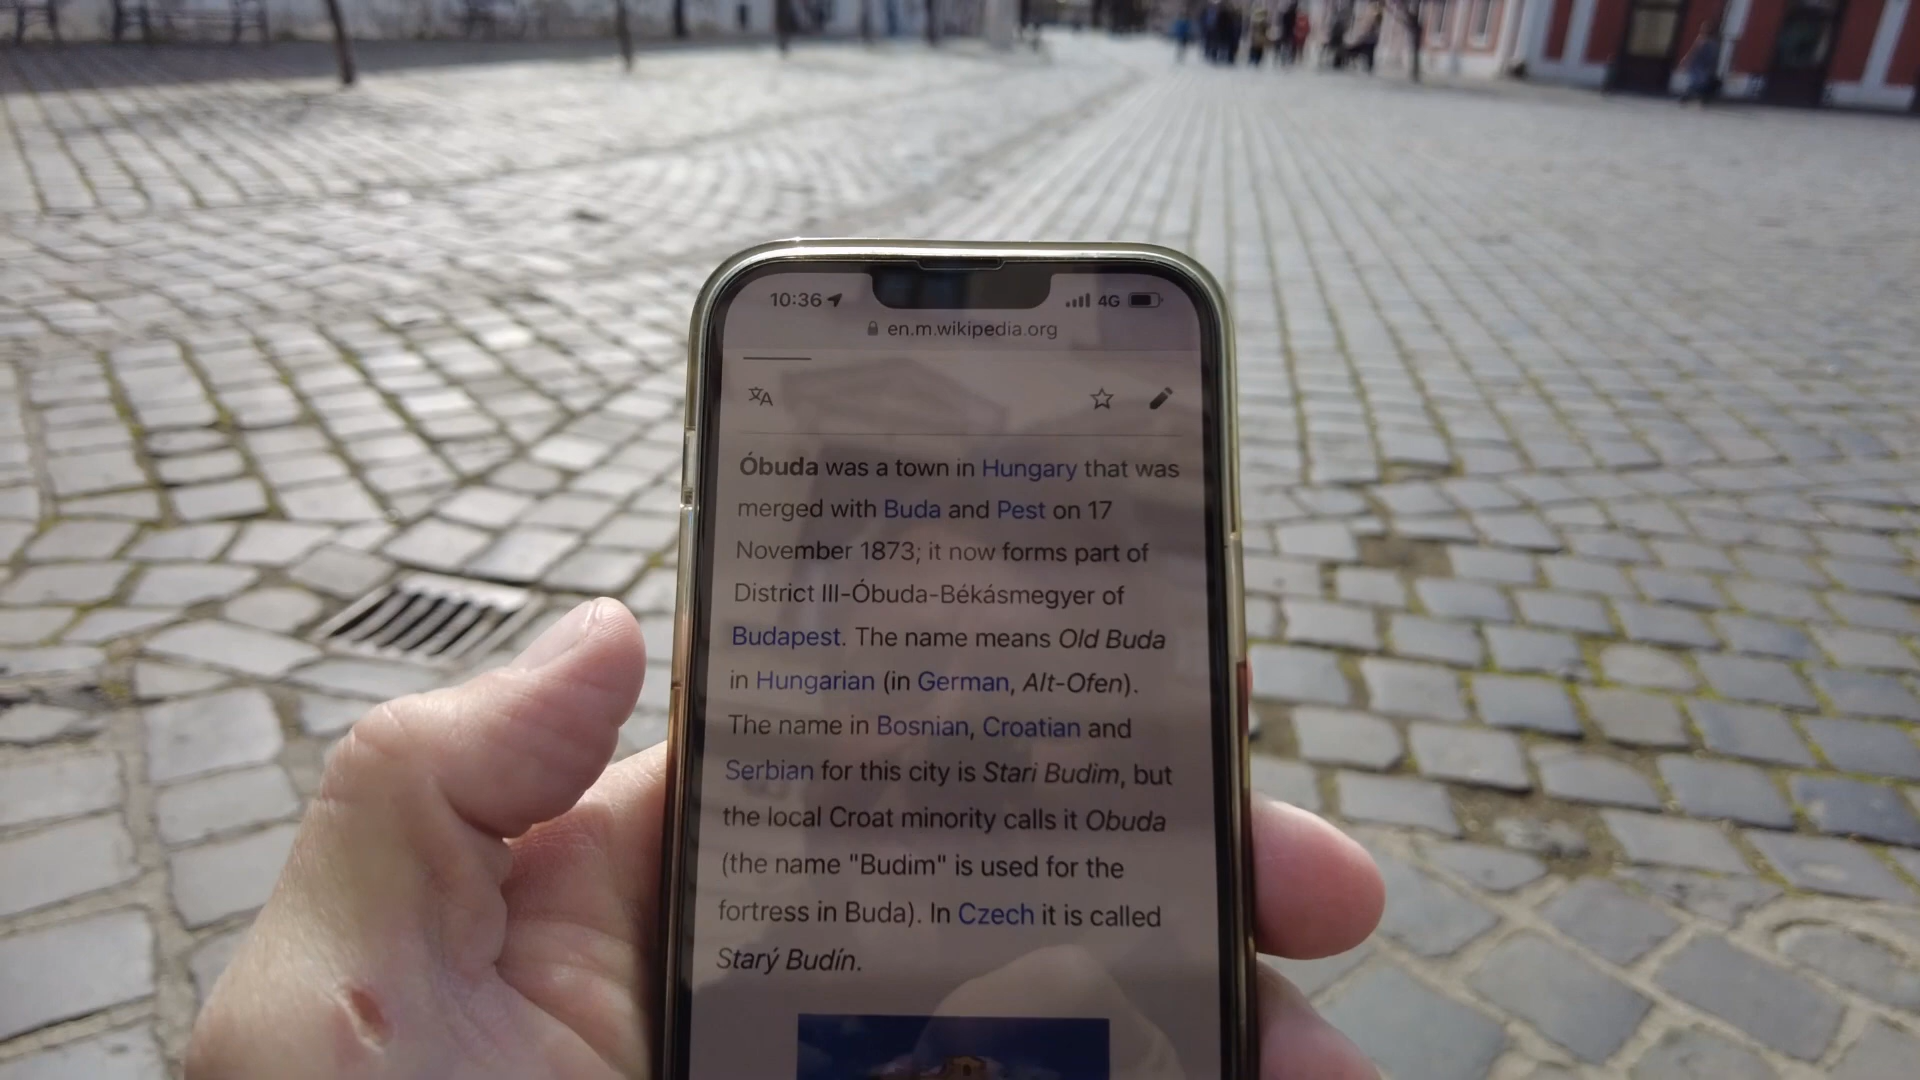 10:36 4G
en.m.wikipedia.org
Óbuda was a town in Hungary that was
merged with Buda and Pest on 17
November 1873; it now forms part of
District III-Óbuda-Békásmegyer of
Budapest. The name means Old Buda
in Hungarian (in German, Alt-Ofen).
The name in Bosnian, Croatian and
Serbian for this city is Stari Budim, but
the local Croat minority calls it Obuda
(the name "Budim" is used for the
fortress in Buda). In Czech it is called
Starý Budín.